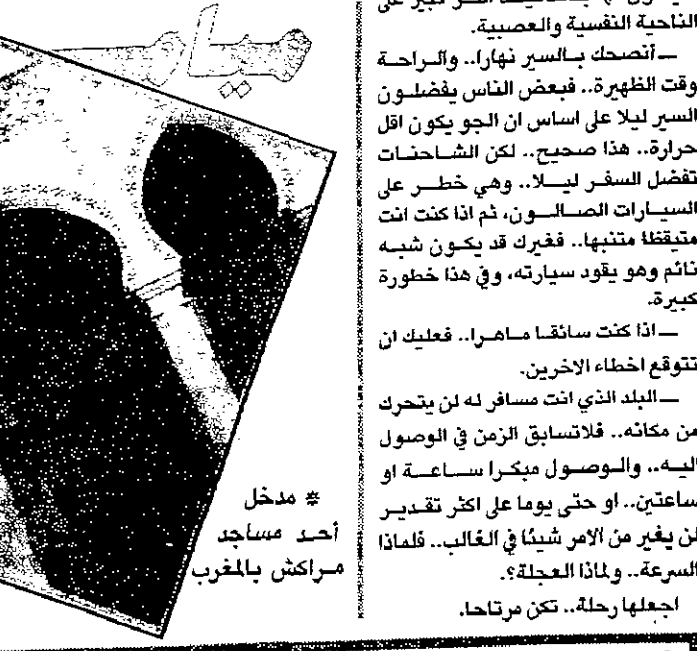 الناحية النفسية والعصبية.
ــ أنصحك بالسير نهارا.. والراحة
وقت الظهيرة.. فبعض الناس يفضلون
السير ليلا على اساس ان الجو يكون اقل
حرارة.. هذا صحيح.. لكن الشاحنات
تفضل السفر ليلا.. وهي خطر على
السيارات الصالون، ثم اذا كنت انت
متيقظا متنبها.. فغيرك قد يكون شبه
نائم وهو يقود سيارته، وفي هذا خطورة
كبيرة.
ــ اذا كنت سائقا ماهرا.. فعليك ان
تتوقع اخطاء الاخرين.
ــ البلد الذي انت مسافر له لن يتحرك
من مكانه.. فلاتسابق الزمن في الوصول
اليه.. والوصول مبكرا ساعة او
ساعتين.. او حتى يوما على اكثر تقدير
لن يغير من الامر شيئا في الغالب.. فلماذا
السرعة.. ولماذا العجلة؟.
اجعلها رحلة.. تكن مرتاحا.
* مدخل
أحد مساجد
مراكش بالمغرب